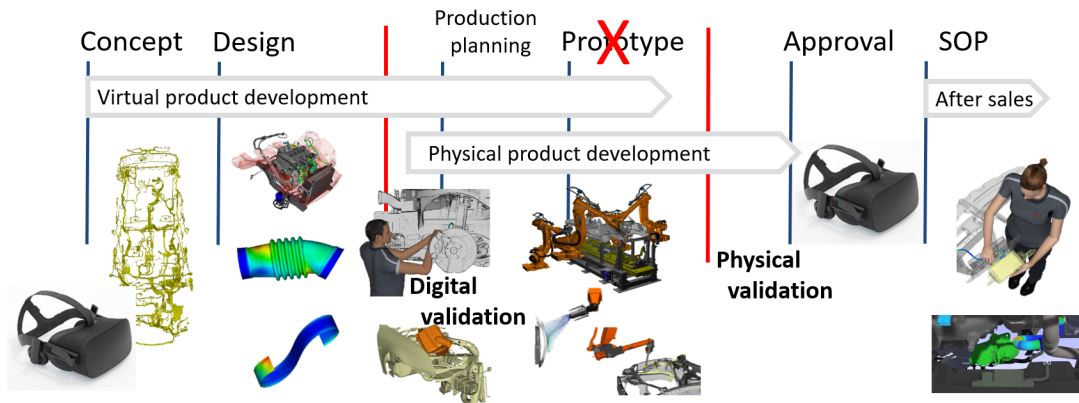 Concept
Design
Production
planning
Prototype
X
Approval
SOP
Virtual product development
After sales
Physical product development
Digital
validation
Physical
validation